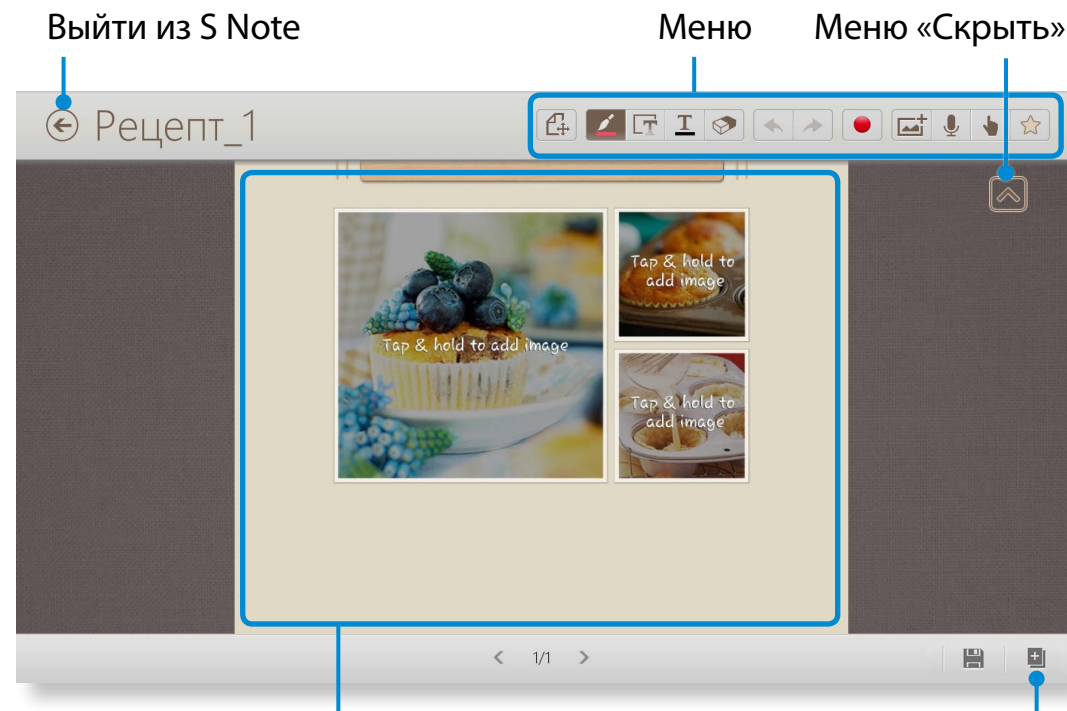 Выйти из S Note
Меню
Меню «Скрыть»
Рецепт_1
T
T
Tap & hold to add image
Tap & hold to
add image
Tap & hold to
add image
1/1